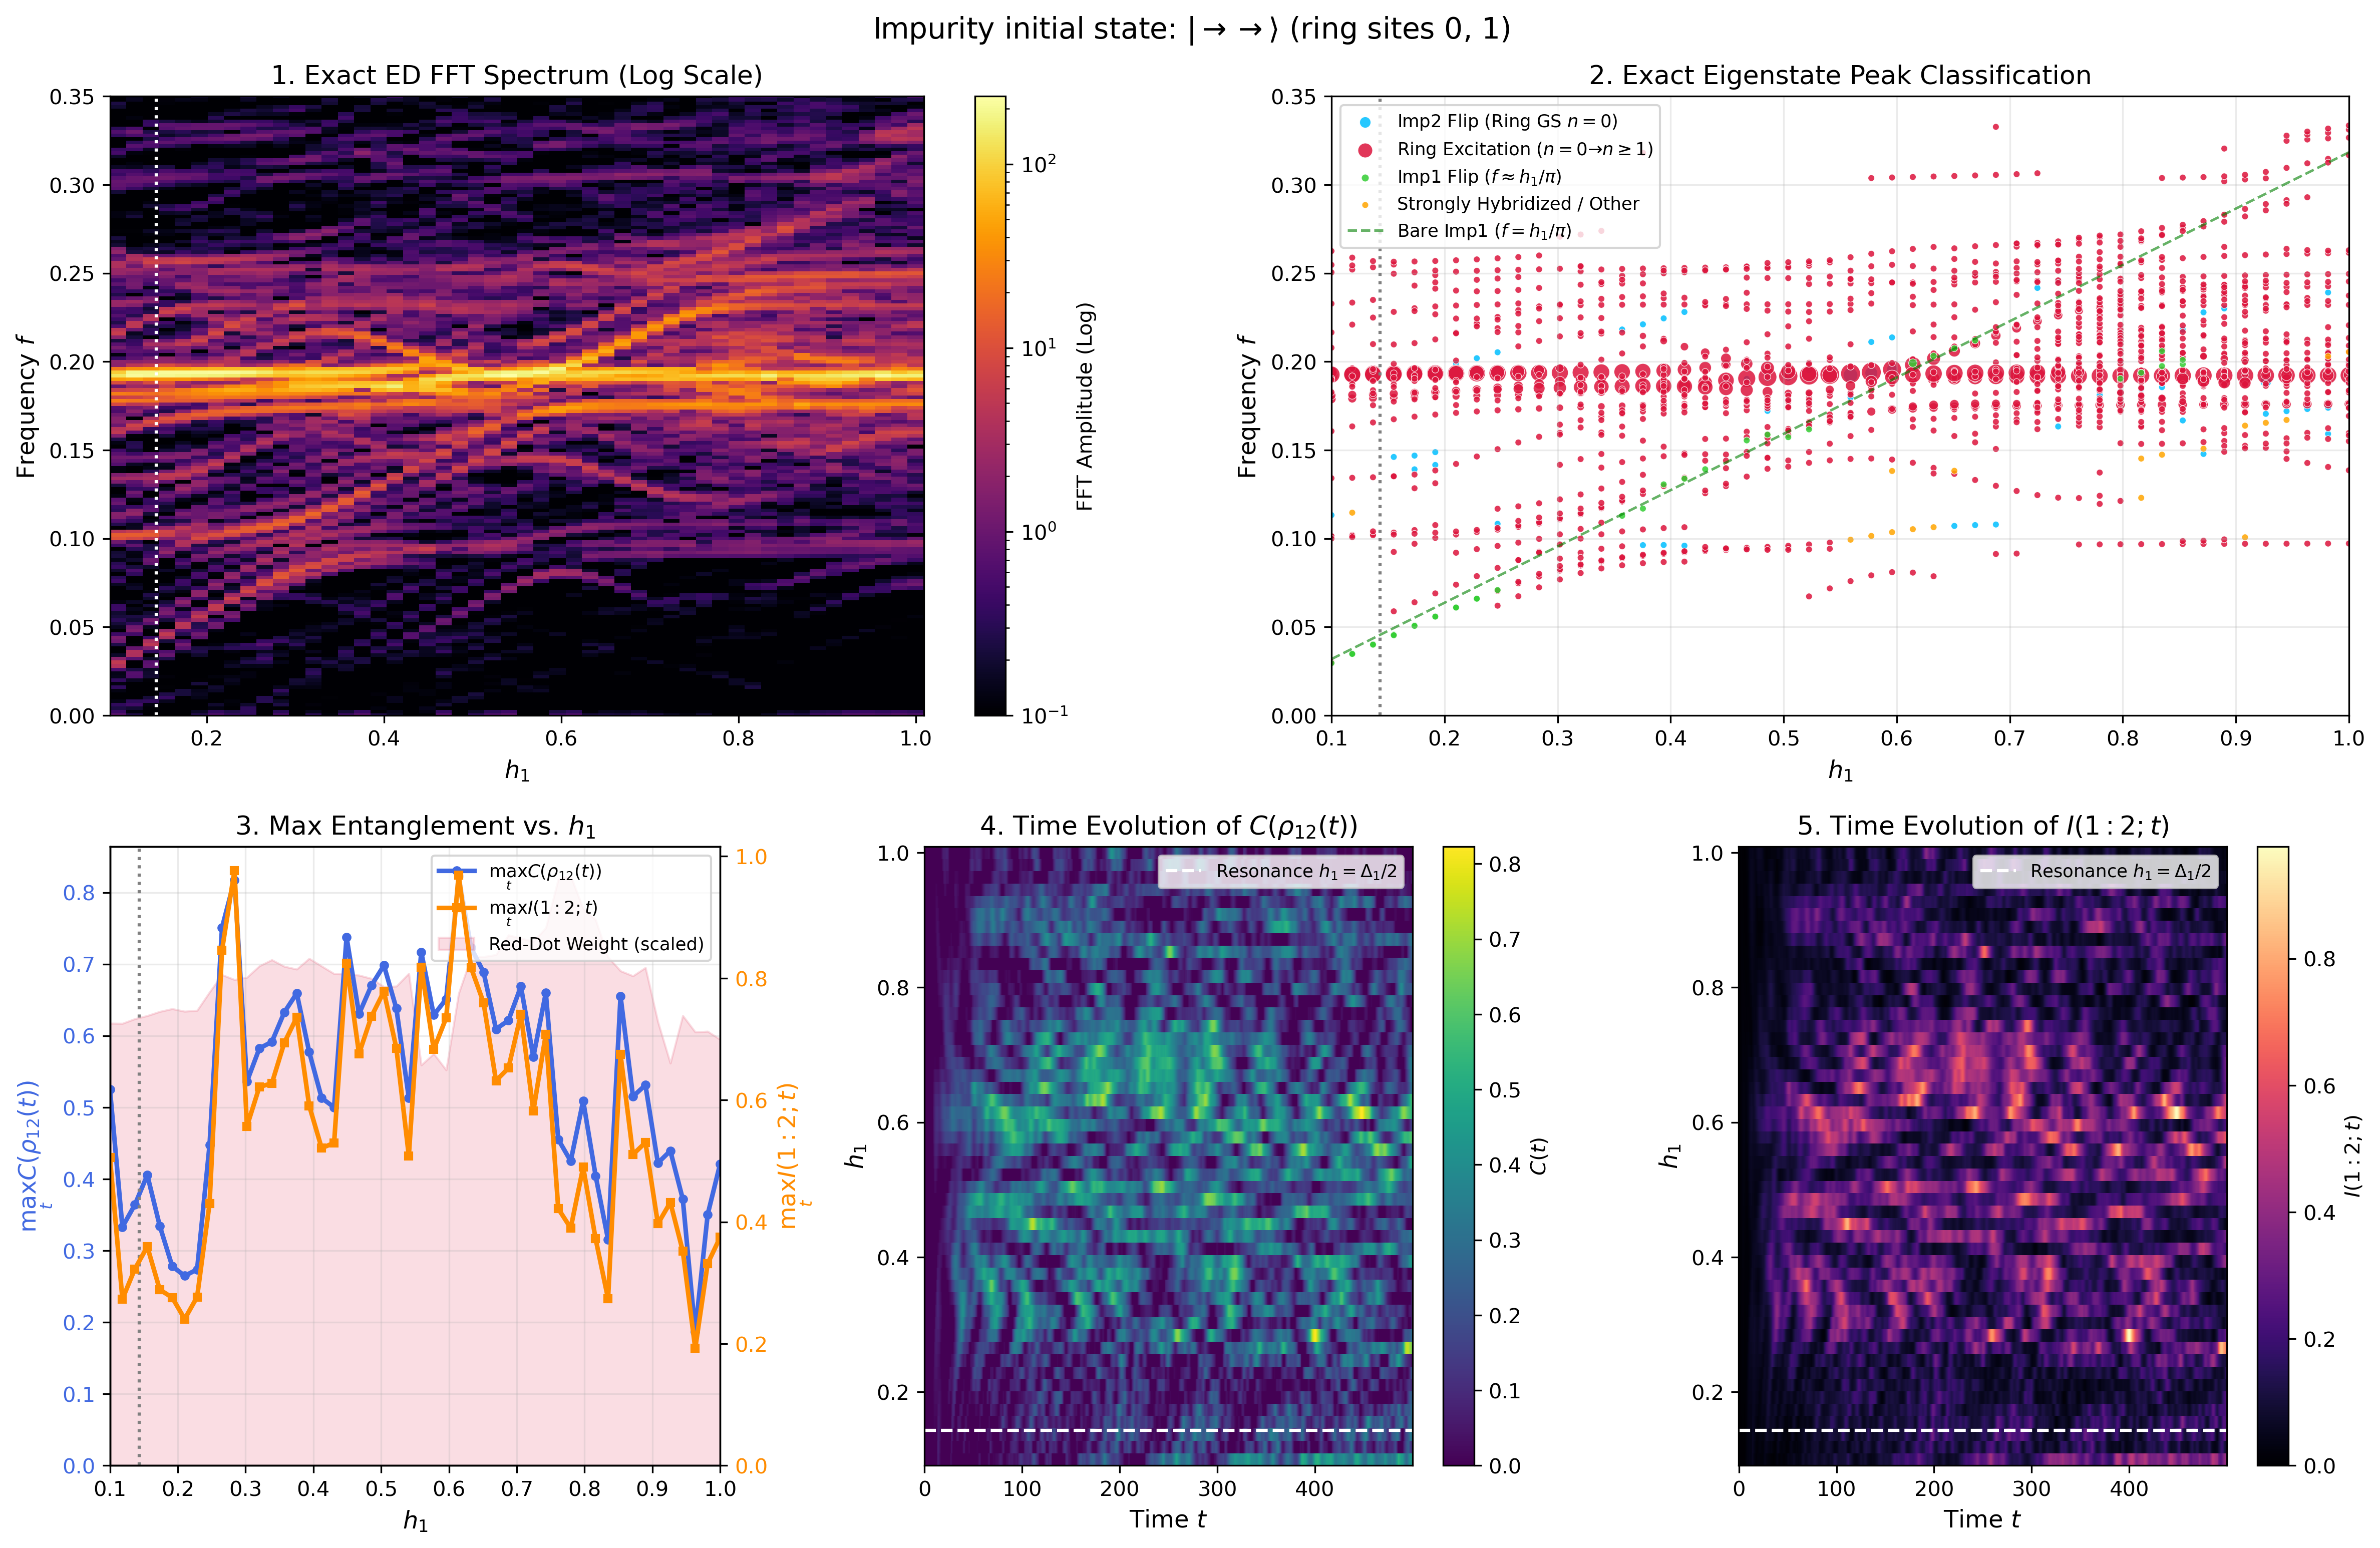 Impurity initial state: |→→⟩ (ring sites 0, 1)
1. Exact ED FFT Spectrum (Log Scale)
0.35
0.30
0.25
0.20
0.15
0.10
0.05
0.00
Frequency f
0.2 0.4 0.6 0.8 1.0
h₁
10²
10¹
10⁰
10⁻¹
FFT Amplitude (Log)
2. Exact Eigenstate Peak Classification
Imp2 Flip (Ring GS n = 0)
Ring Excitation (n = 0→n ≥ 1)
Imp1 Flip (f ≈ h₁/π)
Strongly Hybridized / Other
Bare Imp1 (f = h₁/π)
0.35
0.30
0.25
0.20
0.15
0.10
0.05
0.00
Frequency f
0.1 0.2 0.3 0.4 0.5 0.6 0.7 0.8 0.9 1.0
h₁
3. Max Entanglement vs. h₁
max C(ρ₁₂(t))
t
max I(1 : 2; t)
t
Red-Dot Weight (scaled)
0.8
0.7
0.6
0.5
0.4
0.3
0.2
0.1
0.0
max C(ρ₁₂(t))
t
1.0
0.8
0.6
0.4
0.2
0.0
max I(1 : 2; t)
t
0.1 0.2 0.3 0.4 0.5 0.6 0.7 0.8 0.9 1.0
h₁
4. Time Evolution of C(ρ₁₂(t))
Resonance h₁ = Δ₁/2
1.0
0.8
0.6
0.4
0.2
h₁
0 100 200 300 400
Time t
0.8
0.7
0.6
0.5
0.4
0.3
0.2
0.1
0.0
C(t)
5. Time Evolution of I(1 : 2; t)
Resonance h₁ = Δ₁/2
1.0
0.8
0.6
0.4
0.2
h₁
0 100 200 300 400
Time t
0.8
0.6
0.4
0.2
0.0
I(1 : 2; t)